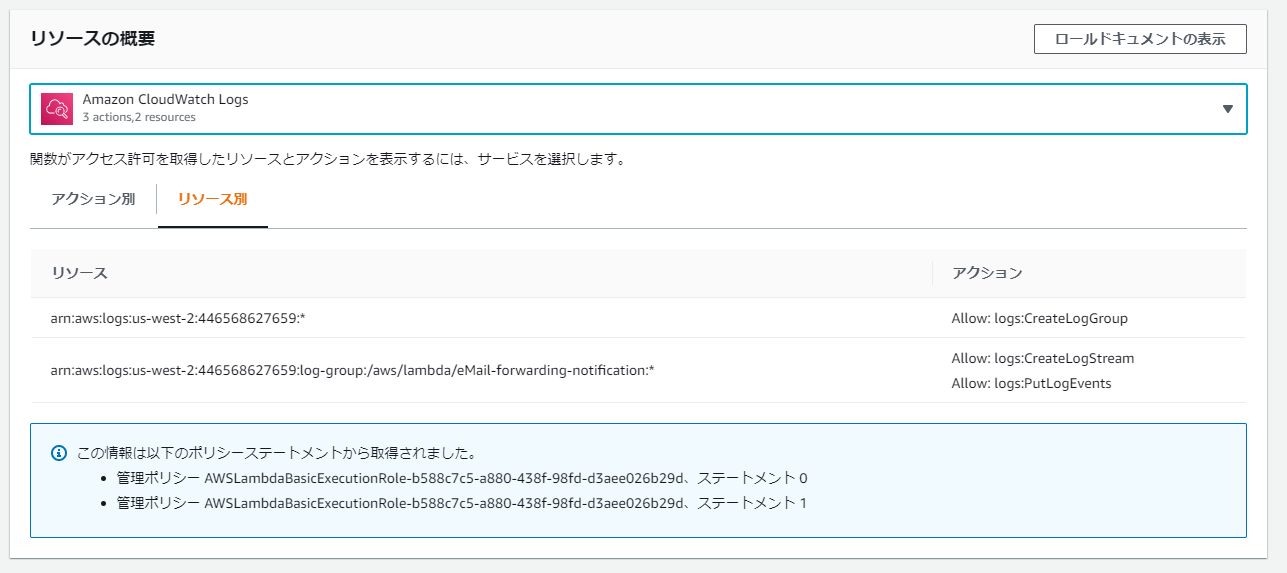 リソースの概要
ロールドキュメントの表示
Amazon CloudWatch Logs
3 actions,2 resources
関数がアクセス許可を取得したリソースとアクションを表示するには、サービスを選択します。
アクション別
リソース別
リソース
アクション
arn:aws:logs:us-west-2:446568627659:*
Allow: logs:CreateLogGroup
arn:aws:logs:us-west-2:446568627659:log-group:/aws/lambda/eMail-forwarding-notification:*
Allow: logs:CreateLogStream
Allow: logs:PutLogEvents
この情報は以下のポリシーステートメントから取得されました。
管理ポリシー AWSLambdaBasicExecutionRole-b588c7c5-a880-438f-98fd-d3aee026b29d、ステートメント 0
管理ポリシー AWSLambdaBasicExecutionRole-b588c7c5-a880-438f-98fd-d3aee026b29d、ステートメント 1